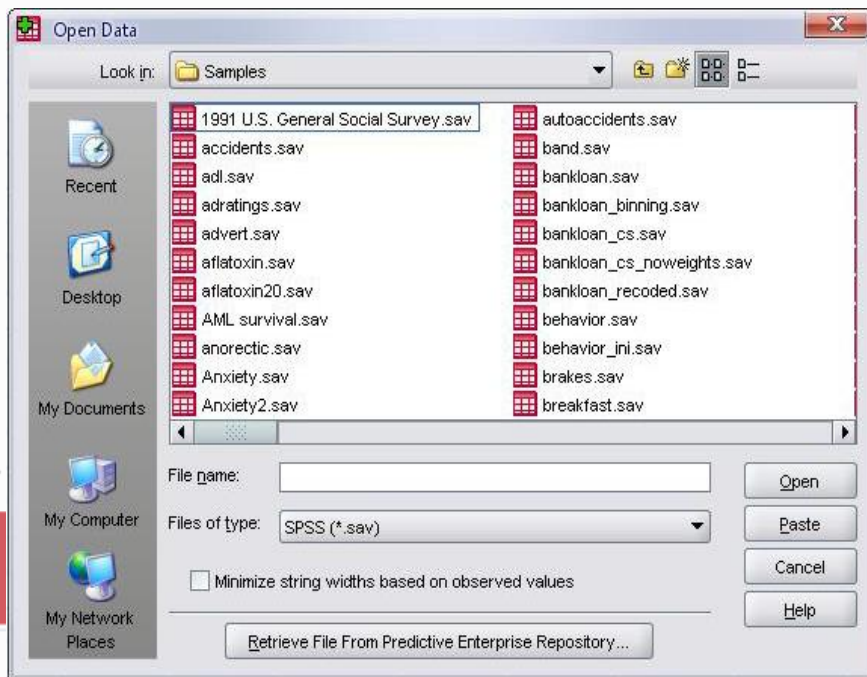 Open Data
Look in:
Samples
Recent
Desktop
My Documents
My Computer
My Network
Places
1991 U.S. General Social Survey.sav
accidents.sav
adl.sav
adratings.sav
advert.sav
aflatoxin.sav
aflatoxin20.sav
AML survival.sav
anorectic.sav
Anxiety.sav
Anxiety2.sav
autoaccidents.sav
band.sav
bankloan.sav
bankloan_binning.sav
bankloan_cs.sav
bankloan_cs_noweights.sav
bankloan_recoded.sav
behavior.sav
behavior_ini.sav
brakes.sav
breakfast.sav
File name:
Open
Files of type:
SPSS (*.sav)
Paste
Minimize string widths based on observed values
Cancel
Help
Retrieve File From Predictive Enterprise Repository...